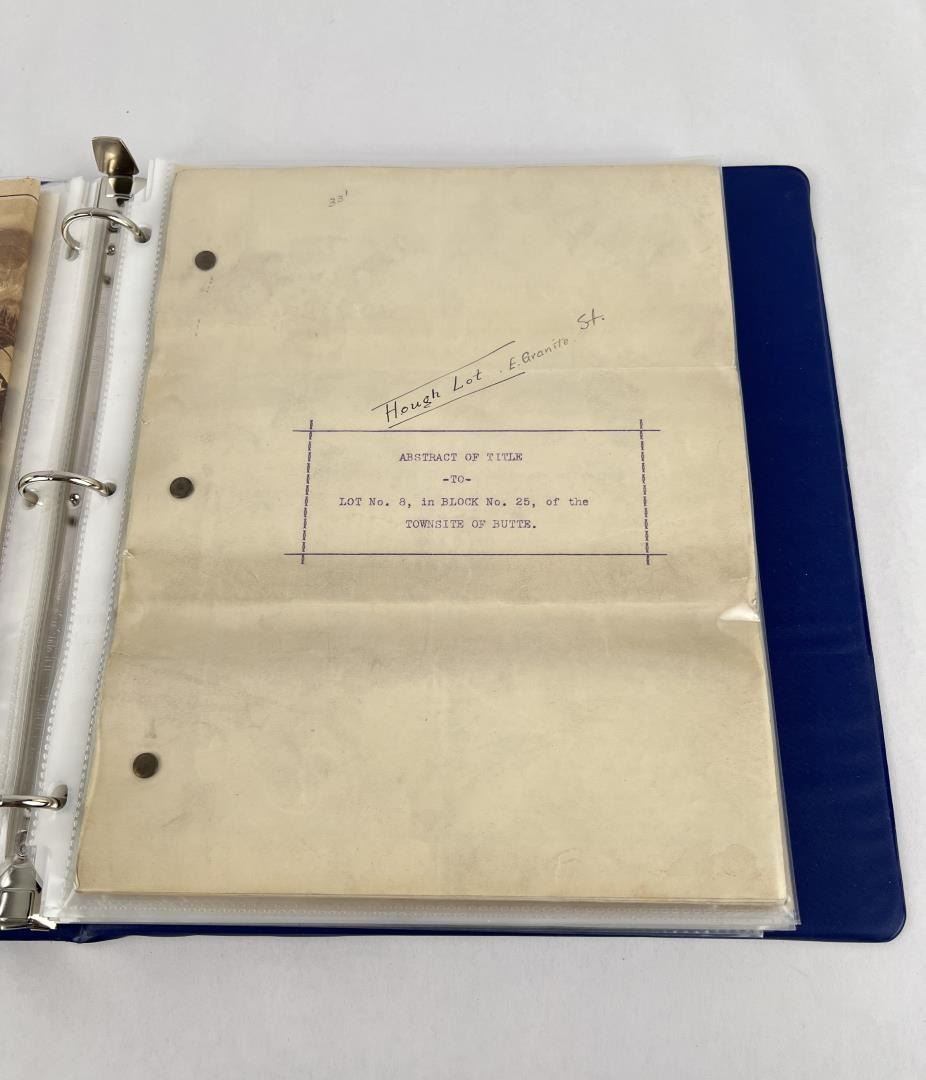 33'
Hough Lot . E. Granite St.
ABSTRACT OF TITLE
-TO-
LOT No. 8, in BLOCK No. 25, of the
TOWNSITE OF BUTTE.